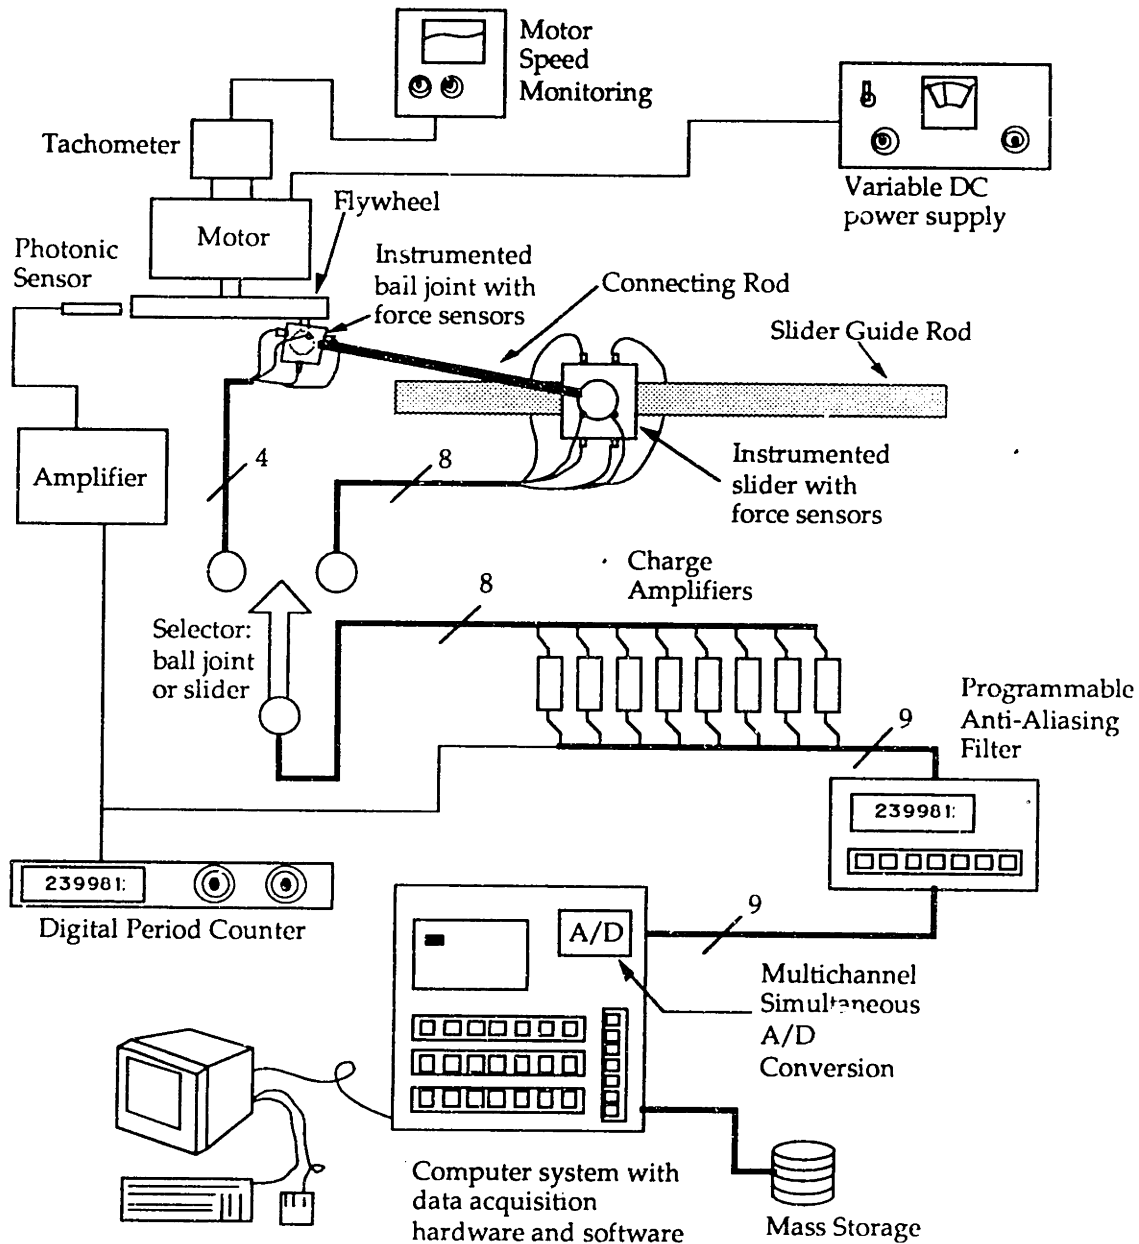 Motor
Speed
Monitoring
Tachometer
Variable DC
power supply
Flywheel
Motor
Photonic
Sensor
Instrumented
bail joint with
force sensors
Connecting Rod
Slider Guide Rod
4
8
Instrumented
slider with
force sensors
Amplifier
Charge
Amplifiers
8
Selector:
ball joint
or slider
Programmable
Anti-Aliasing
Filter
9
239981:
239981:
Digital Period Counter
A/D
9
Multichannel
Simultaneous
A/D
Conversion
Computer system with
data acquisition
hardware and software
Mass Storage